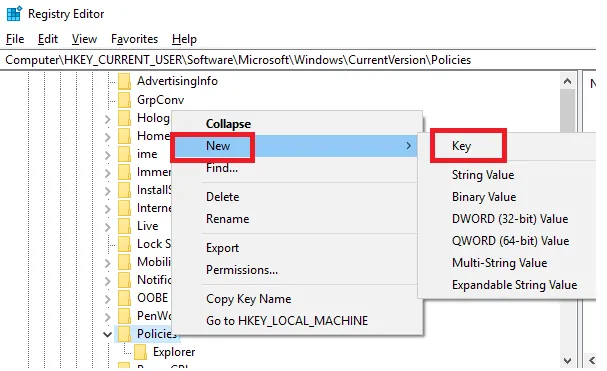 Registry Editor
File Edit View Favorites Help
Computer\HKEY_CURRENT_USER\Software\Microsoft\Windows\CurrentVersion\Policies
AdvertisingInfo
GrpConv
Holog
Home
ime
Immer
InstallS
Interne
Live
Lock S
Mobili
Notific
OOBE
PenWo
Policies
Explorer
Collapse
New
Find...
Delete
Rename
Export
Permissions...
Copy Key Name
Go to HKEY_LOCAL_MACHINE
Key
String Value
Binary Value
DWORD (32-bit) Value
QWORD (64-bit) Value
Multi-String Value
Expandable String Value